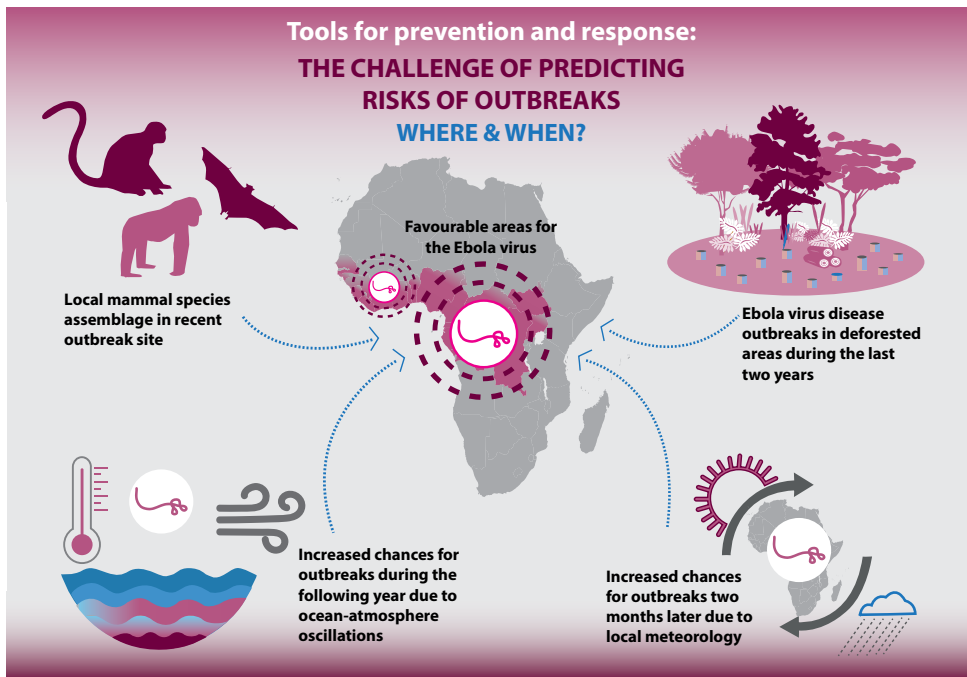 Tools for prevention and response:
THE CHALLENGE OF PREDICTING
RISKS OF OUTBREAKS
WHERE & WHEN?
Favourable areas for
the Ebola virus
Local mammal species
assemblage in recent
outbreak site
Ebola virus disease
outbreaks in deforested
areas during the last
two years
Increased chances for
outbreaks during the
following year due to
ocean-atmosphere
oscillations
Increased chances
for outbreaks two
months later due to
local meteorology